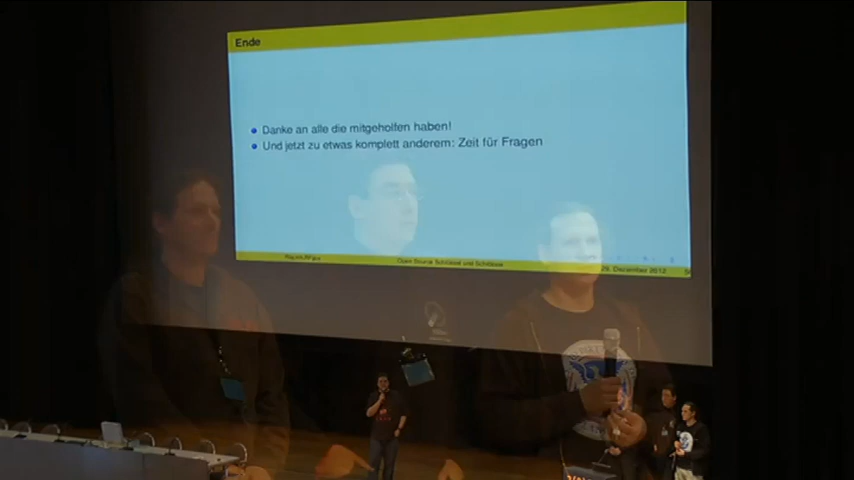 Ende
Danke an alle die mitgeholfen haben!
Und jetzt zu etwas komplett anderem: Zeit für Fragen
Open Source Schlüssel und Schlösser
29. Dezember 2012